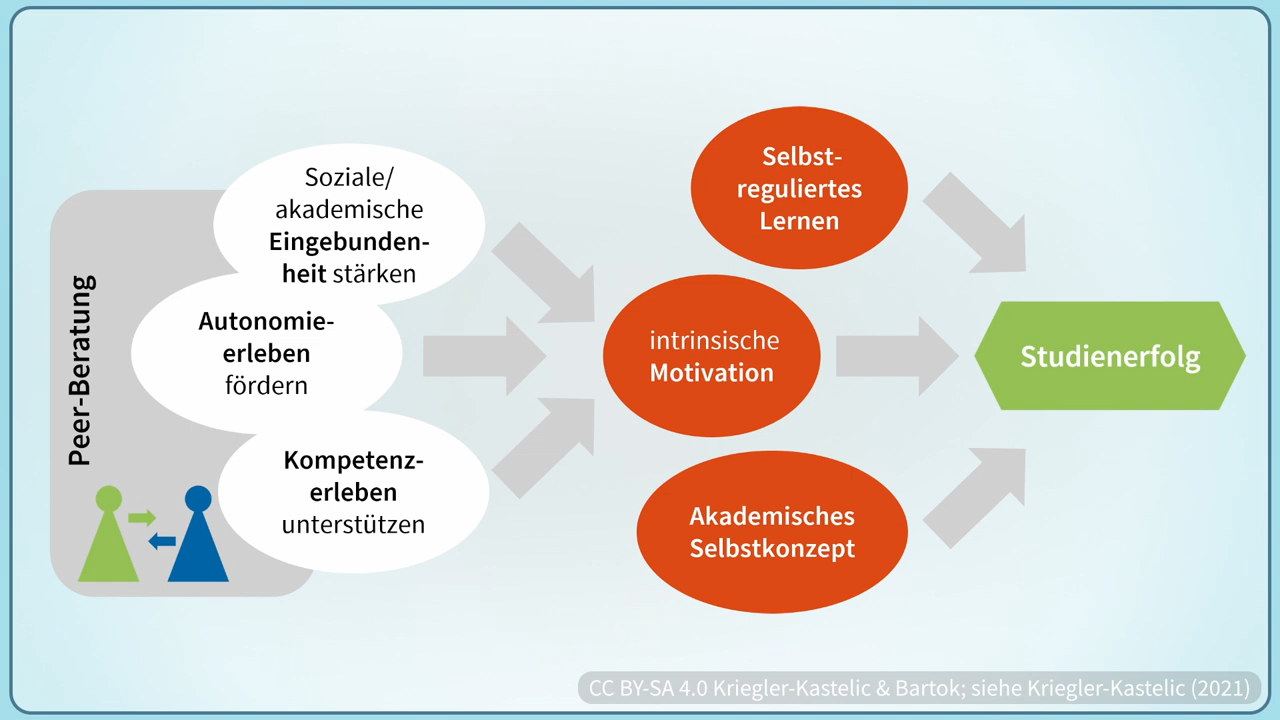 Peer-Beratung
Soziale/
akademische
Eingebunden-
heit stärken
Autonomie-
erleben
fördern
Kompetenz-
erleben
unterstützen
Selbst-
reguliertes
Lernen
intrinsische
Motivation
Akademisches
Selbstkonzept
Studienerfolg
CC BY-SA 4.0 Kriegler-Kastelic & Bartok; siehe Kriegler-Kastelic (2021)